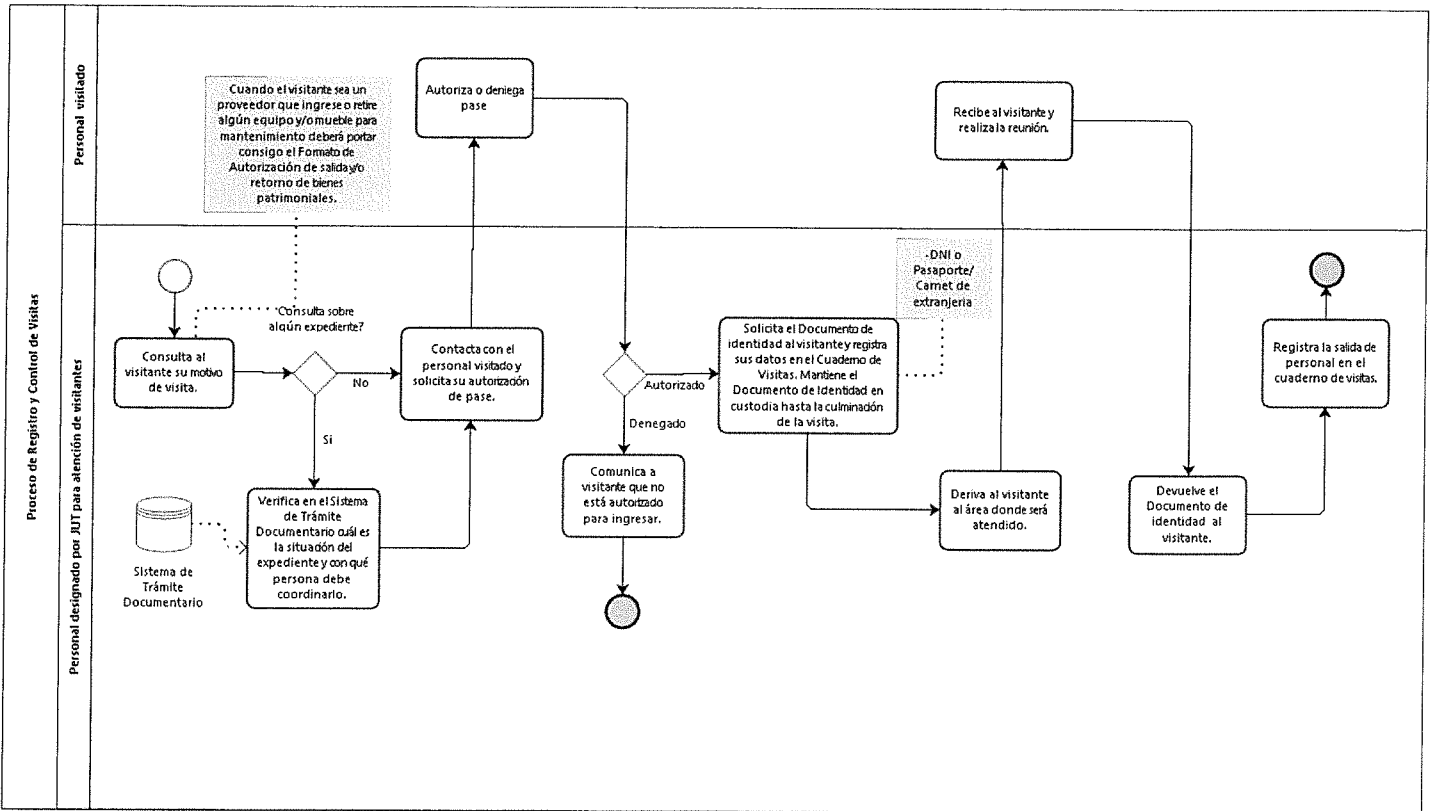 Proceso de Registro y Control de Visitas
Personal visitado
Cuando el visitante sea un
proveedor que ingrese o retire
algún equipo y/o mueble para
mantenimiento deberá portar
consigo el Formato de
Autorización de salida y/o
retorno de bienes
patrimoniales.
Autoriza o deniega
pase
Recibe al visitante y
realiza la reunión.
Personal designado por JUT para atención de visitantes
Consulta al
visitante su motivo
de visita.
Consulta sobre
algún expediente?
No
Si
Contacta con el
personal visitado y
solicita su autorización
de pase.
Sistema de
Trámite
Documentario
Verifica en el Sistema
de Trámite
Documentario cuál es
la situación del
expediente y con qué
persona debe
coordinarlo.
Autorizado
Denegado
Comunica a
visitante que no
está autorizado
para ingresar.
Solicita el Documento de
identidad al visitante y registra
sus datos en el Cuaderno de
Visitas. Mantiene el
Documento de Identidad en
custodia hasta la culminación
de la visita.
-DNI o
Pasaporte/
Carnet de
extranjeria
Deriva al visitante
al área donde será
atendido.
Devuelve el
Documento de
identidad al
visitante.
Registra la salida de
personal en el
cuaderno de visitas.